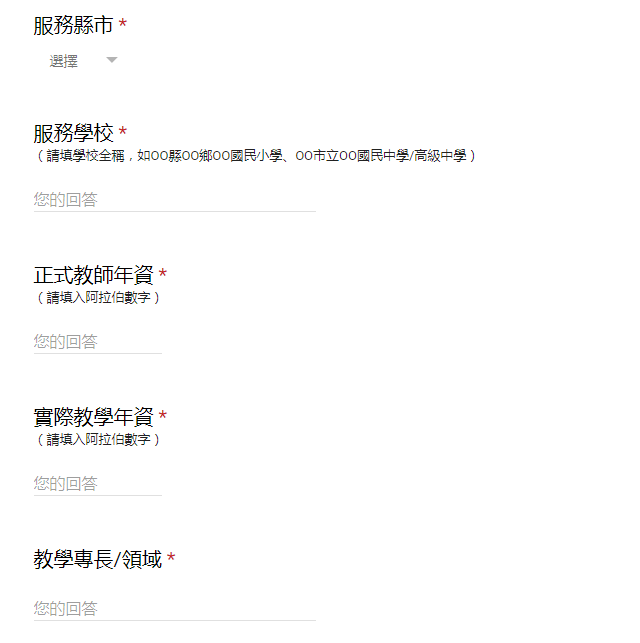 服務縣市 *
選擇
服務學校 *
（請填學校全稱，如OO縣OO鄉OO國民小學、OO市立OO國民中學/高級中學）
您的回答
正式教師年資 *
（請填入阿拉伯數字）
您的回答
實際教學年資 *
（請填入阿拉伯數字）
您的回答
教學專長/領域 *
您的回答